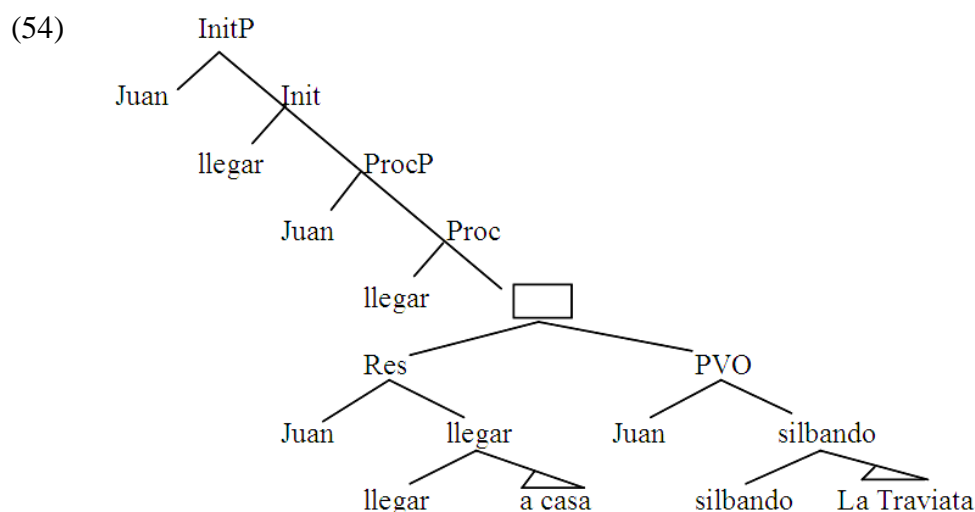 (54)
InitP
Juan Init
llegar ProcP
Juan Proc
llegar
Res PVO
Juan llegar Juan silbando
llegar a casa silbando La Traviata